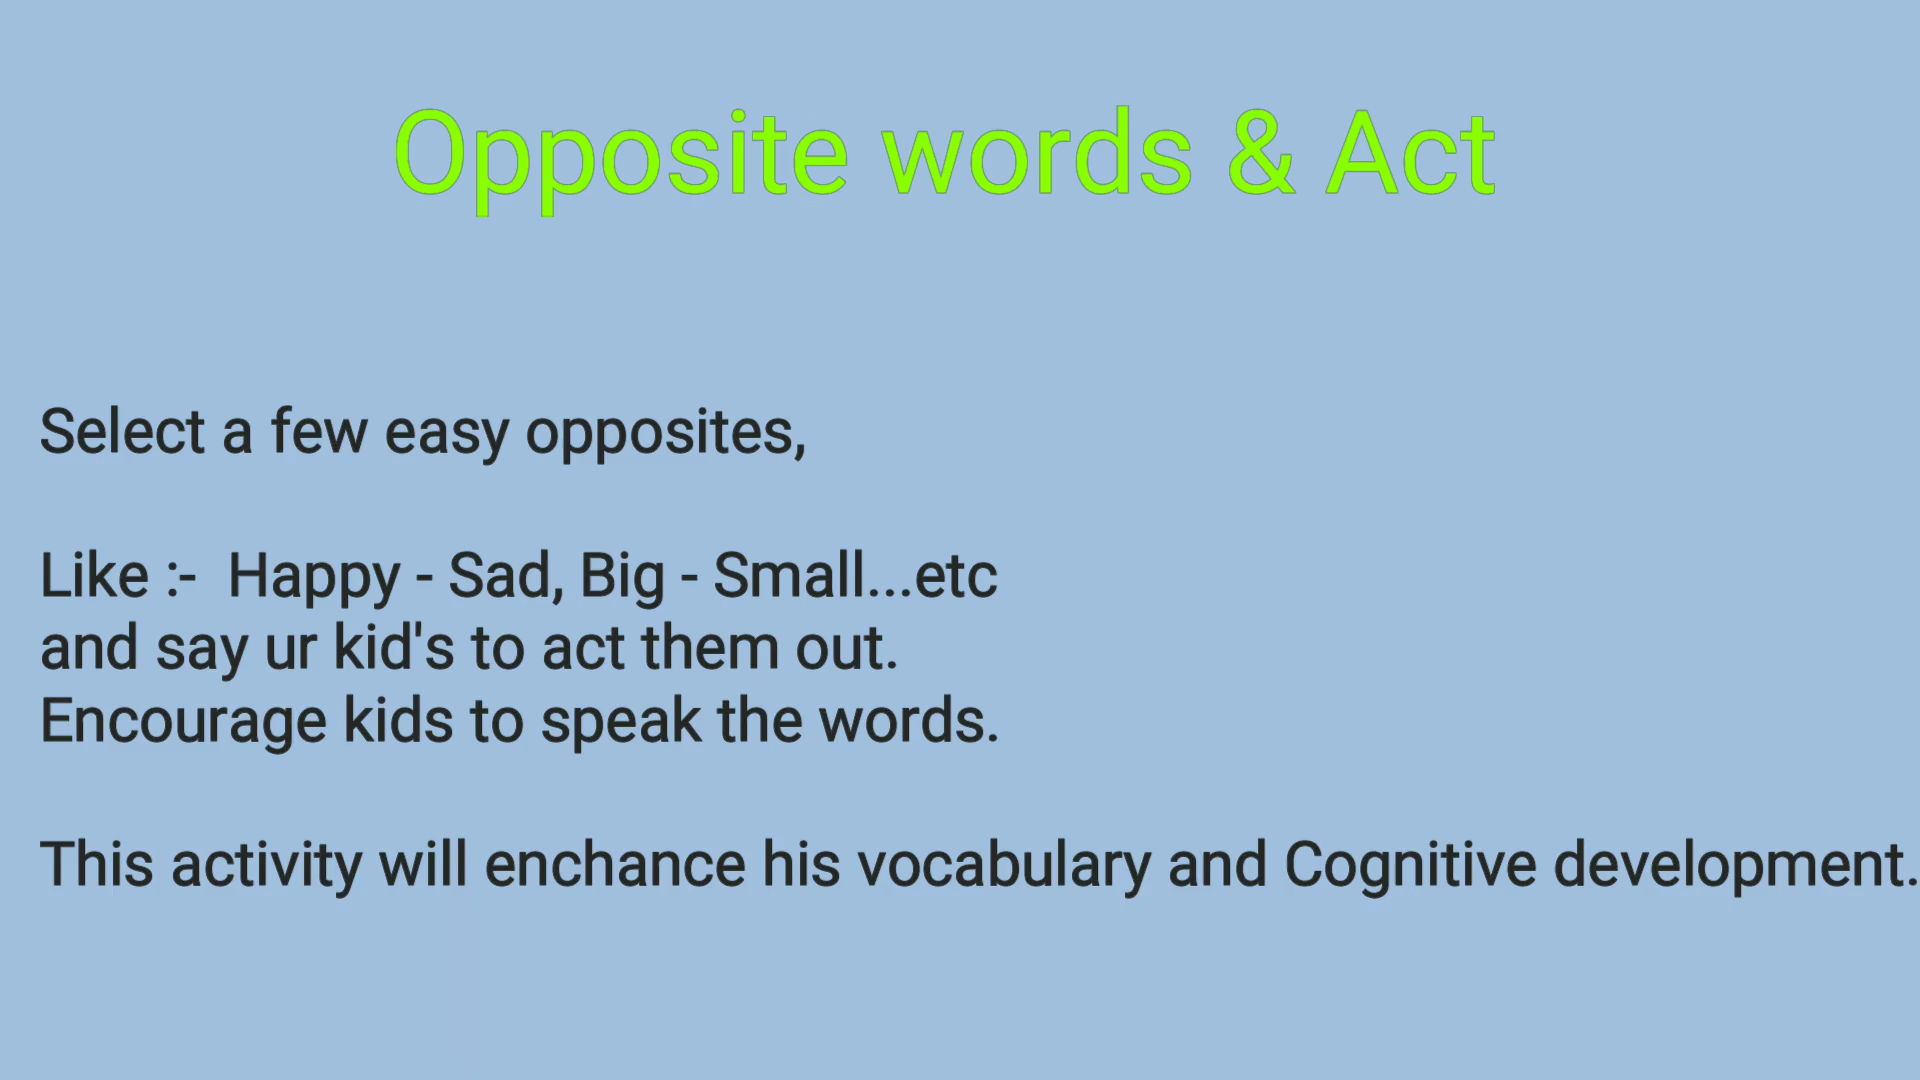 Opposite words & Act
Select a few easy opposites,
Like :-  Happy - Sad, Big - Small...etc
and say ur kid's to act them out.
Encourage kids to speak the words.
This activity will enchance his vocabulary and Cognitive development.